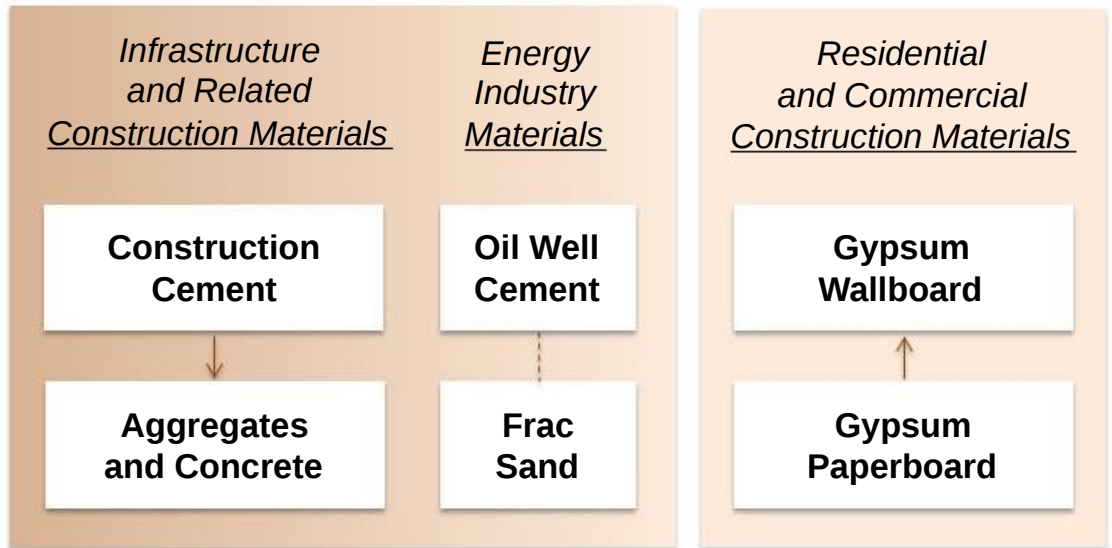 Infrastructure
and Related
Construction Materials
Energy
Industry
Materials
Residential
and Commercial
Construction Materials
Construction
Cement
Oil Well
Cement
Gypsum
Wallboard
Aggregates
and Concrete
Frac
Sand
Gypsum
Paperboard